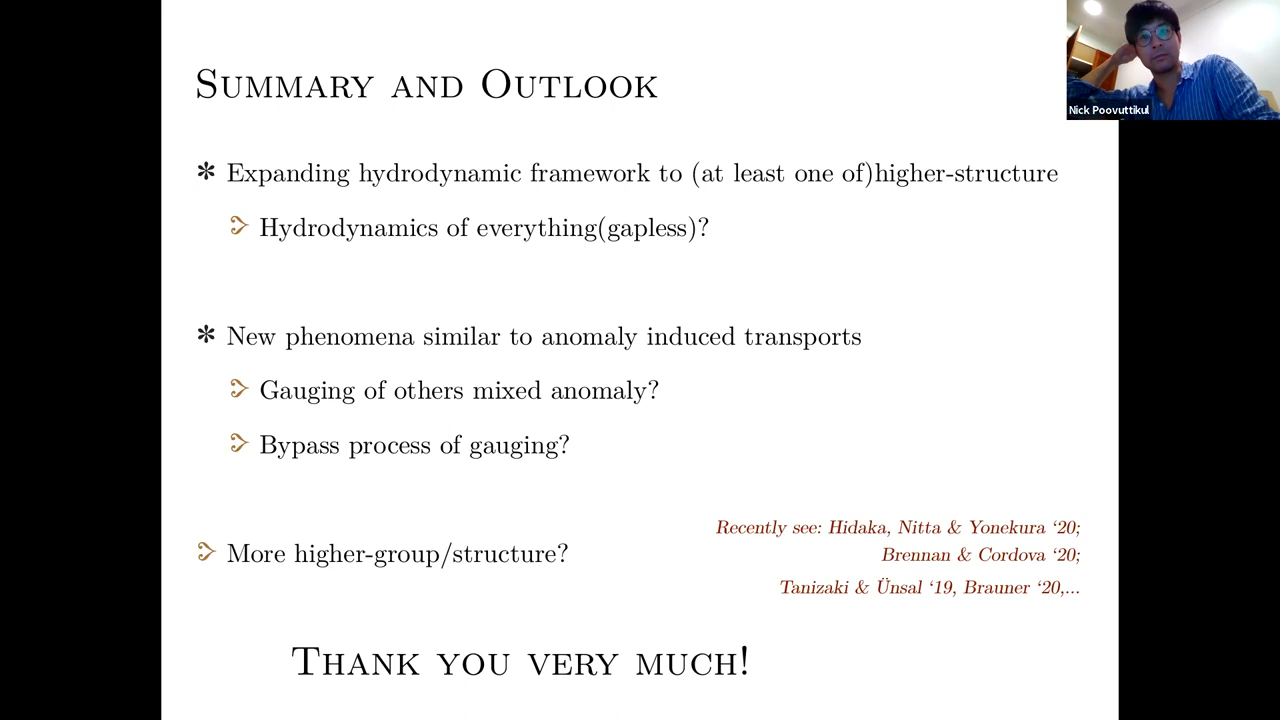 SUMMARY AND OUTLOOK
Nick Poovuttikul
* Expanding hydrodynamic framework to (at least one of)higher-structure
Hydrodynamics of everything(gapless)?
* New phenomena similar to anomaly induced transports
Gauging of others mixed anomaly?
Bypass process of gauging?
Recently see: Hidaka, Nitta & Yonekura ‘20;
More higher-group/structure?
Brennan & Cordova ‘20;
Tanizaki & Ünsal ‘19, Brauner ‘20,...
THANK YOU VERY MUCH!